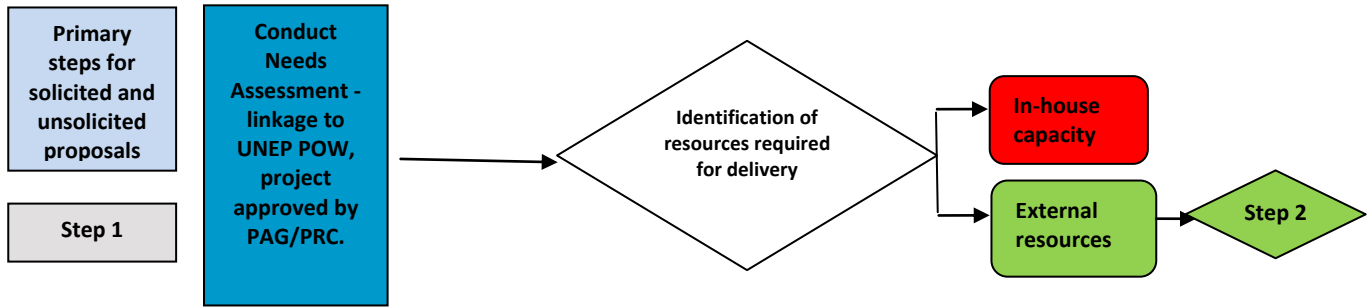 Primary
steps for
solicited and
unsolicited
proposals
Step 1
Conduct
Needs
Assessment -
linkage to
UNEP POW,
project
approved by
PAG/PRC.
Identification of
resources required
for delivery
In-house
capacity
External
resources
Step 2